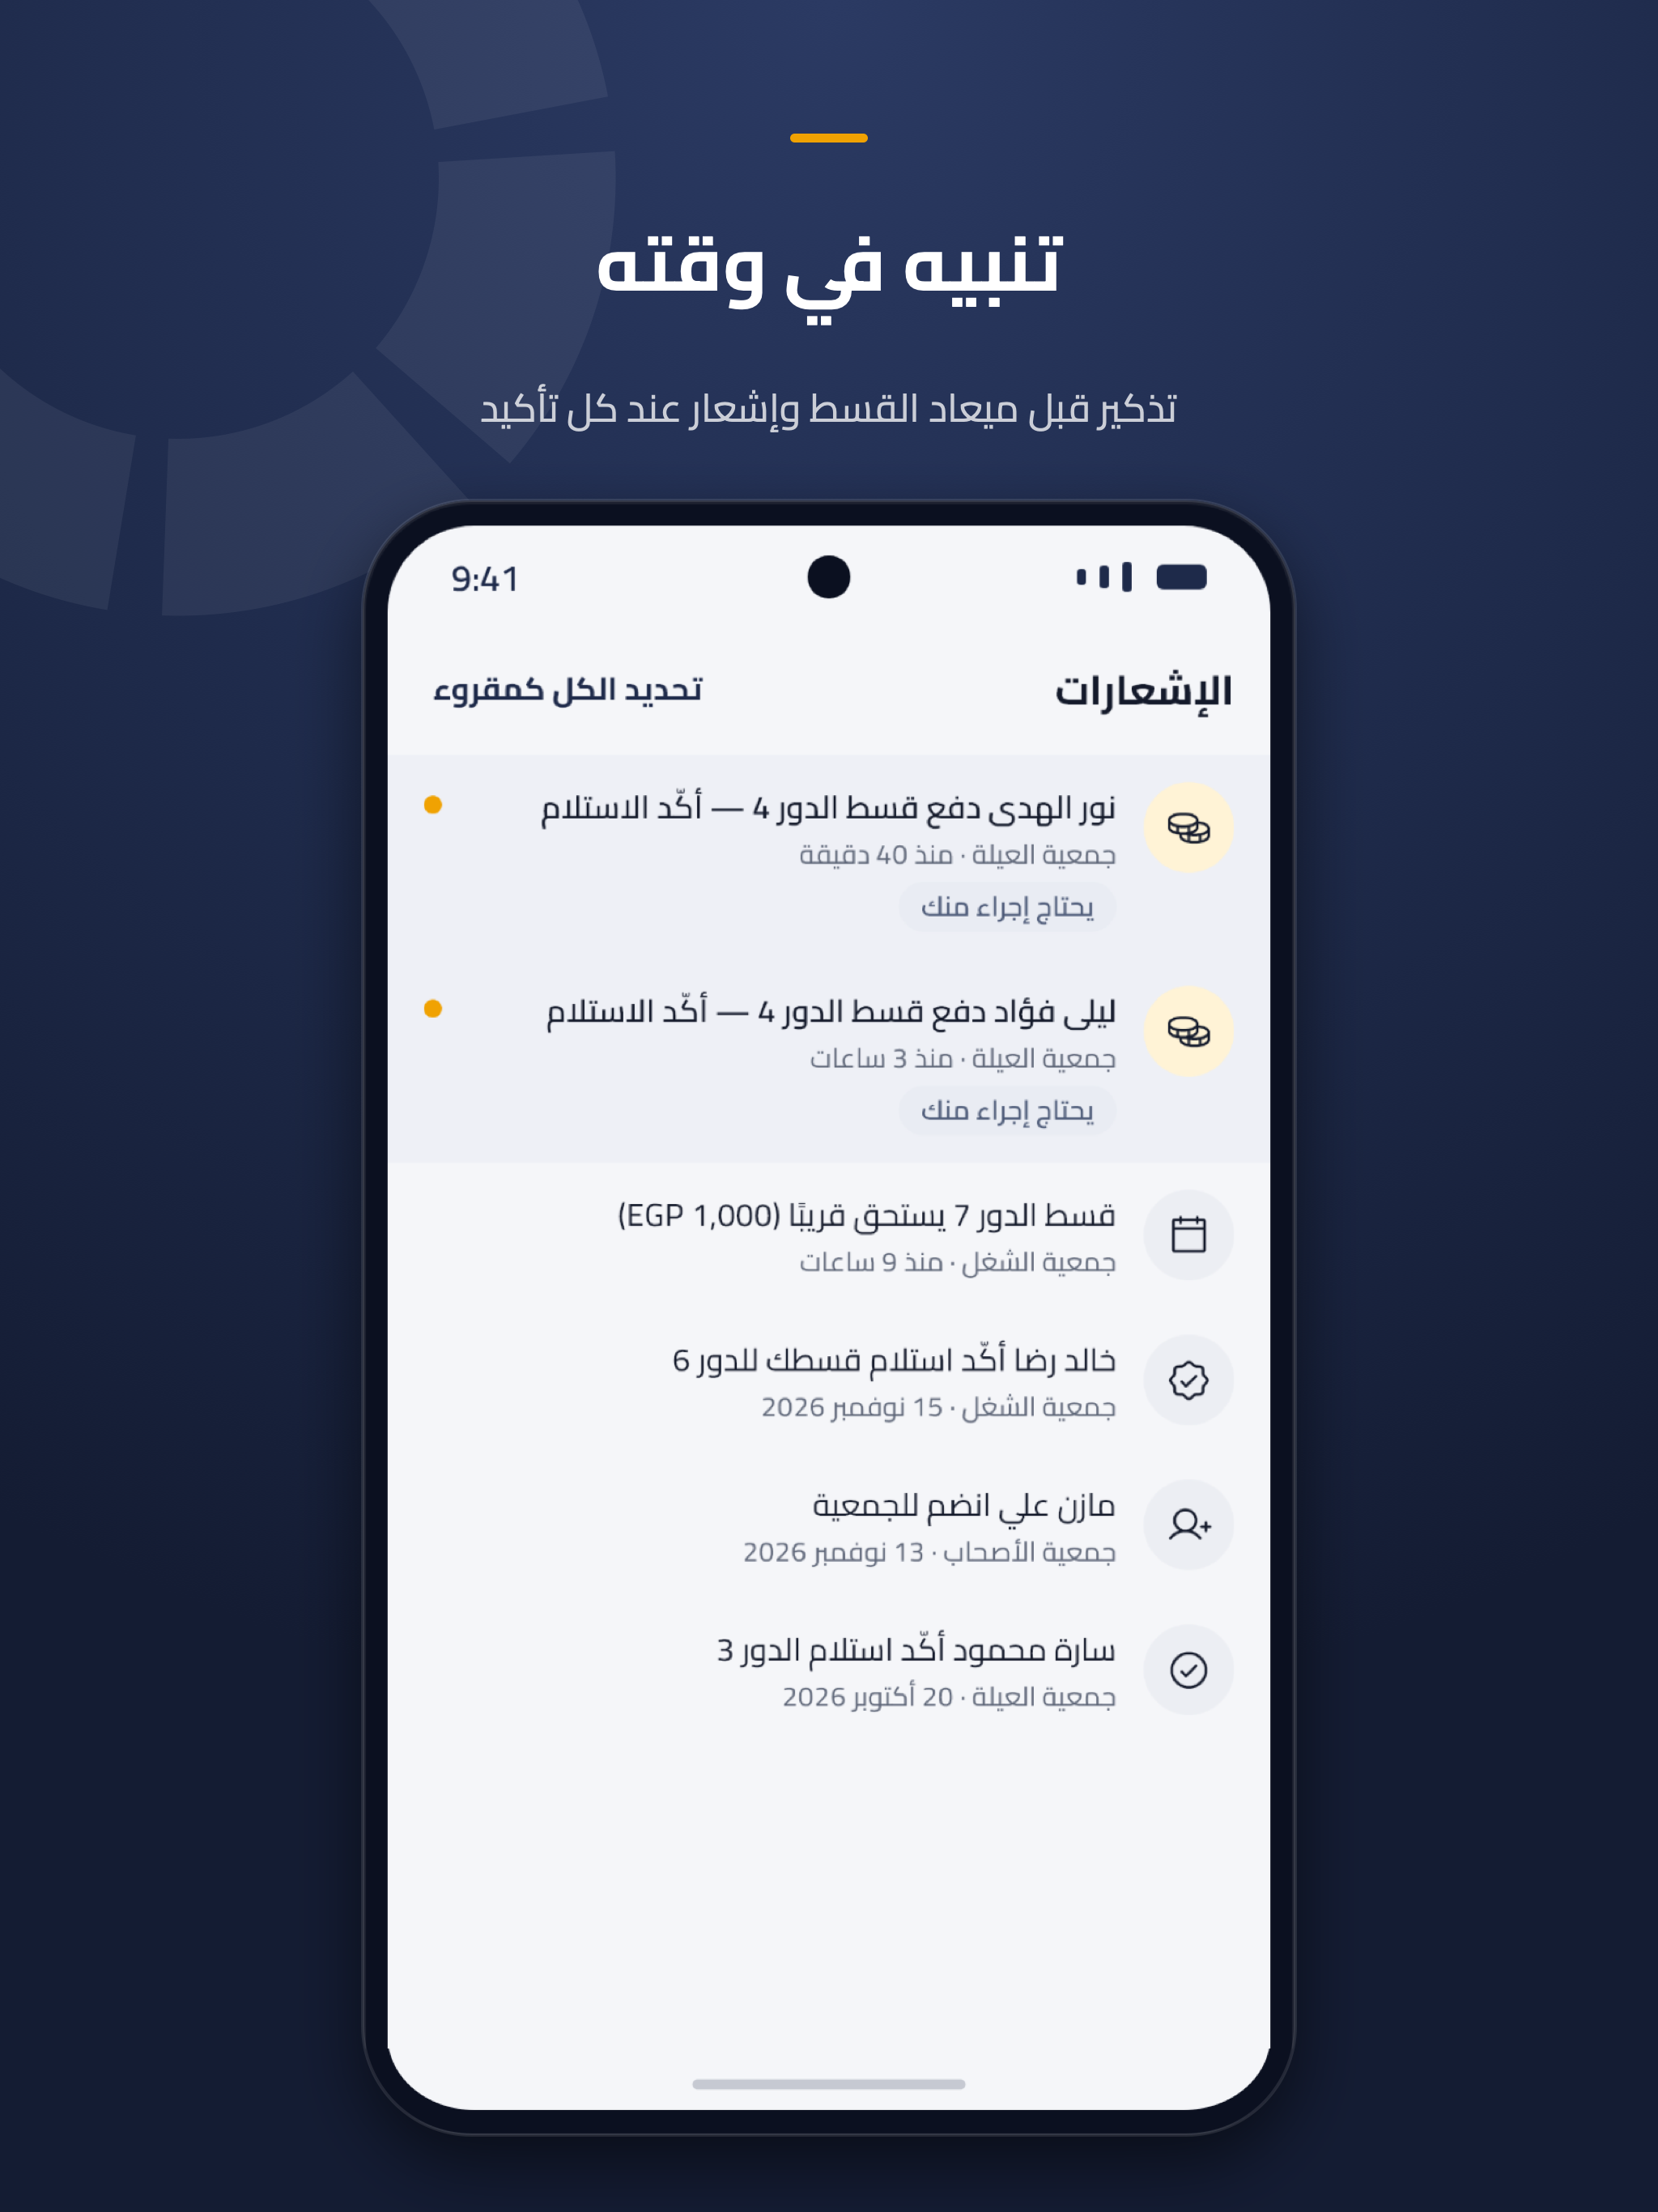 تنبيه في وقته
تذكير قبل ميعاد القسط وإشعار عند كل تأكيد
9:41
الإشعارات
تحديد الكل كمقروء
نور الهدى دفع قسط الدور 4 — أكّد الاستلام
جمعية العيلة · منذ 40 دقيقة
يحتاج إجراء منك
ليلى فؤاد دفع قسط الدور 4 — أكّد الاستلام
جمعية العيلة · منذ 3 ساعات
يحتاج إجراء منك
قسط الدور 7 يستحق قريبًا (EGP 1,000)
جمعية الشغل · منذ 9 ساعات
خالد رضا أكّد استلام قسطك للدور 6
جمعية الشغل · 15 نوفمبر 2026
مازن علي انضم للجمعية
جمعية الأصحاب · 13 نوفمبر 2026
سارة محمود أكّد استلام الدور 3
جمعية العيلة · 20 أكتوبر 2026